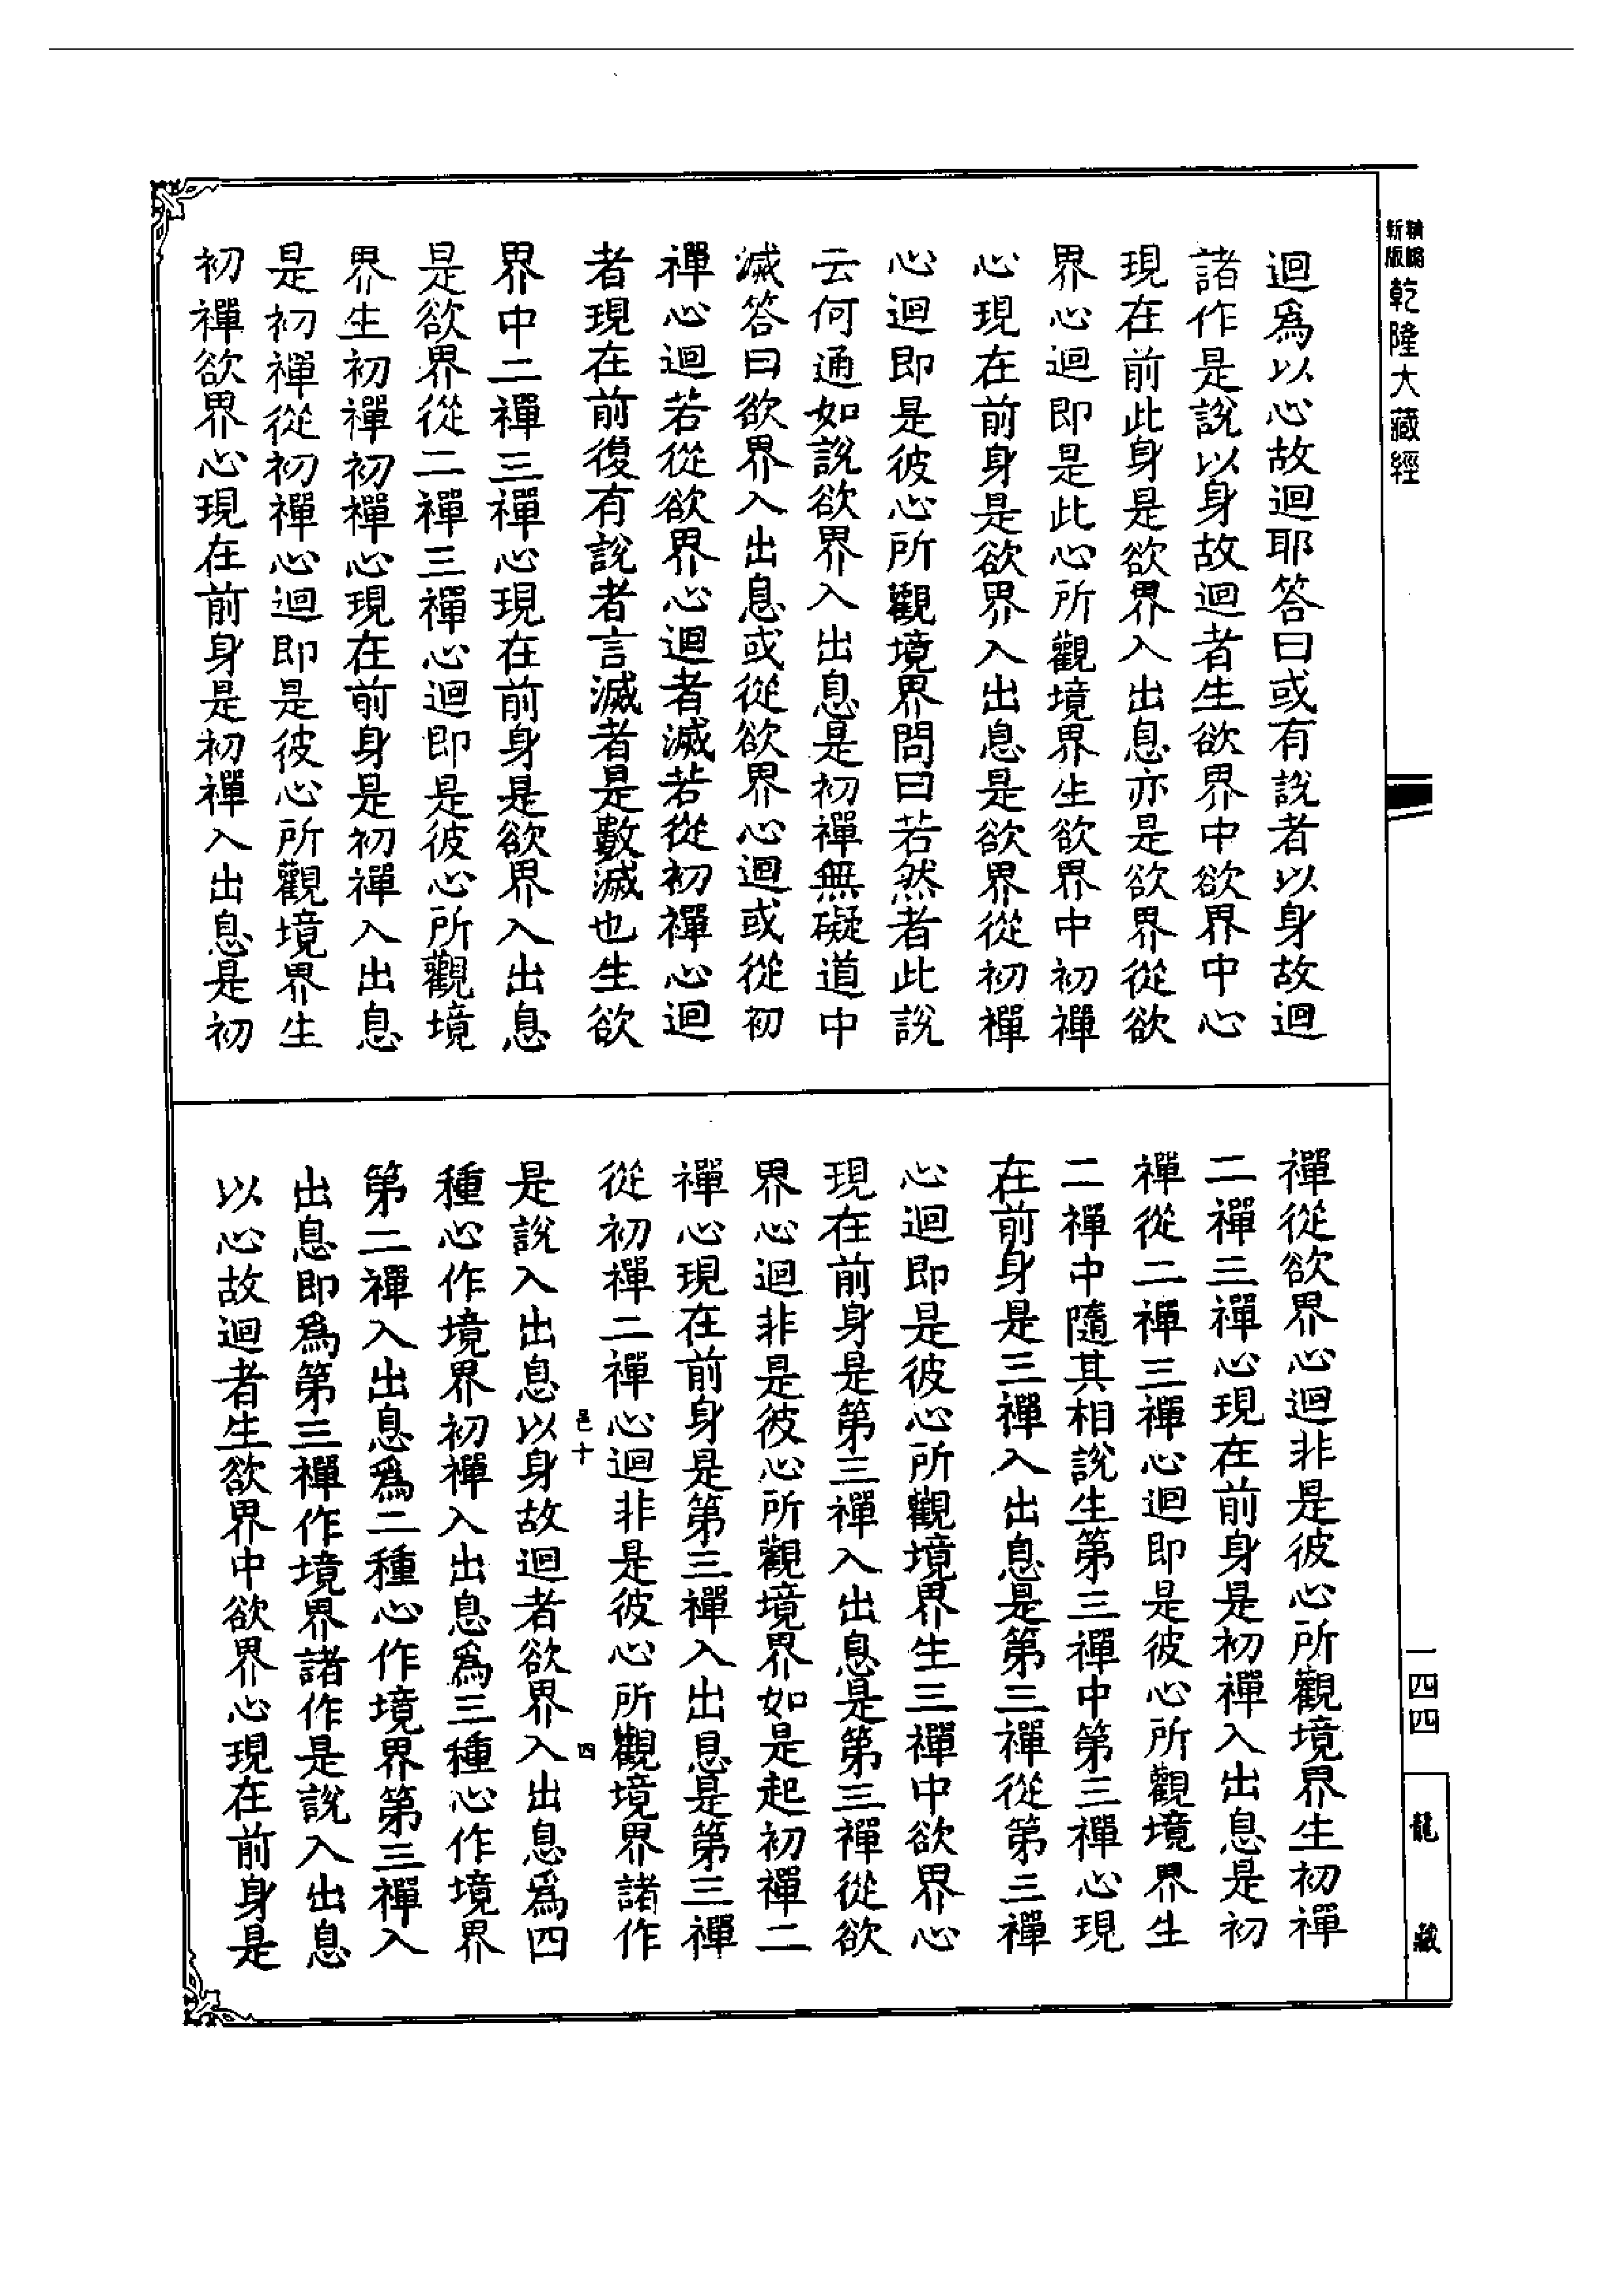 精縮
新版
乾隆大藏經
迴爲以心故迴耶答曰或有說者以身故迴
諸作是說以身故迴者生欲界中欲界中心
現在前此身是欲界入出息亦是欲界從欲
界心迴即是此心所觀境界生欲界中初禪
心現在前身是欲界入出息是欲界從初禪
心迴即是彼心所觀境界問曰若然者此說
云何通如說欲界入出息是初禪無礙道中
滅答曰欲界入出息或從欲界心迴或從初
禪心迴若從欲界心迴者滅若從初禪心迴
者現在前復有說者言滅者是數滅也生欲
界中二禪三禪心現在前身是欲界入出息
是欲界從二禪三禪心迴即是彼心所觀境
界生初禪初禪心現在前身是初禪入出息
是初禪從初禪心迴即是彼心所觀境界生
初禪欲界心現在前身是初禪入出息是初
禪從欲界心迴非是彼心所觀境界生初禪
二禪三禪心現在前身是初禪入出息是初
禪從二禪三禪心迴即是彼心所觀境界生
二禪中隨其相說生第三禪中第三禪心現
在前身是三禪入出息是第三禪從第三禪
心迴即是彼心所觀境界生三禪中欲界心
現在前身是第三禪入出息是第三禪從欲
界心迴非是彼心所觀境界如是起初禪二
禪心現在前身是第三禪入出息是第三禪
從初禪二禪心迴非是彼心所觀境界諸作
邑十 四
是說入出息以身故迴者欲界入出息爲四
種心作境界初禪入出息爲三種心作境界
第二禪入出息爲二種心作境界第三禪入
出息即爲第三禪作境界諸作是說入出息
以心故迴者生欲界中欲界心現在前身是
一四四
龍藏